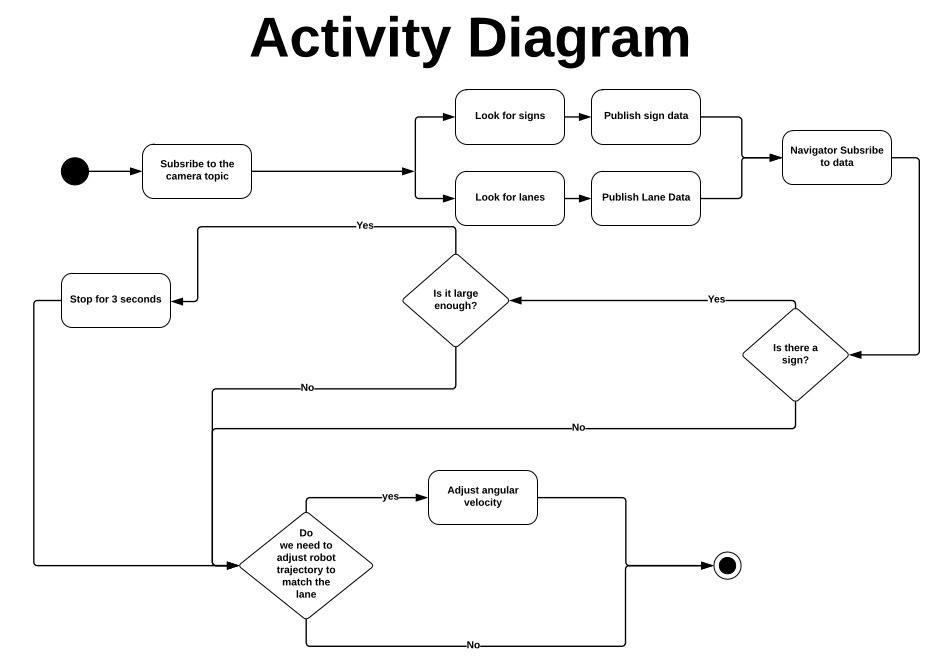 Activity Diagram
Look for signs
Publish sign data
Navigator Subsribe
to data
Subsribe to the
camera topic
Look for lanes
Publish Lane Data
Yes
Stop for 3 seconds
Is it large
enough?
Yes
Is there a
sign?
No
No
yes
Adjust angular
velocity
Do
we need to
adjust robot
trajectory to
match the
lane
No